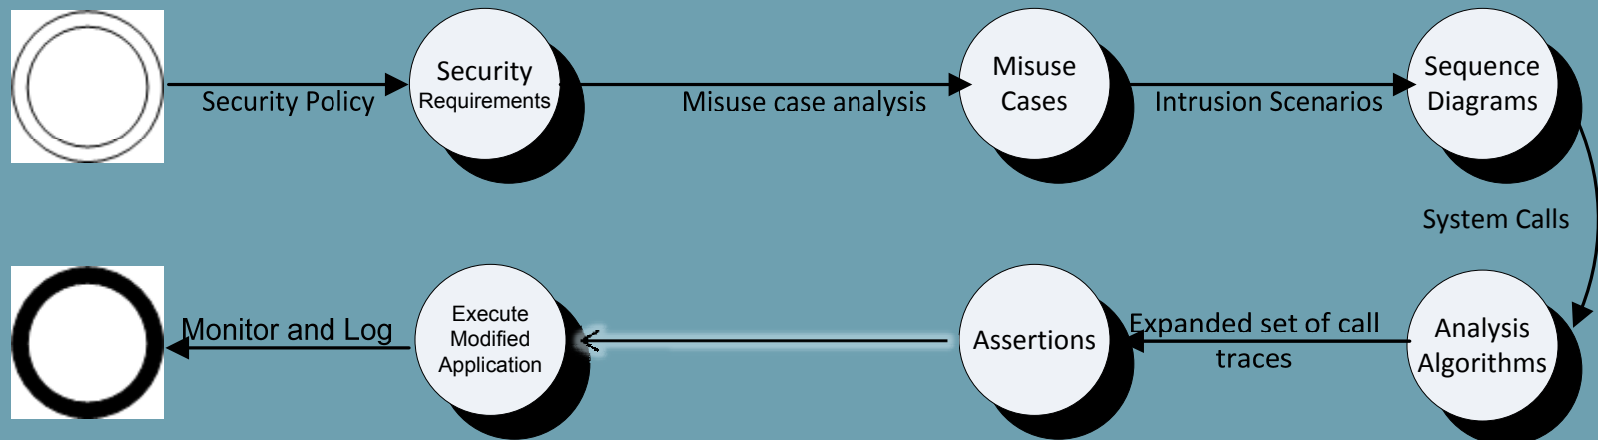 Security Policy
Security
Requirements
Misuse case analysis
Misuse
Cases
Intrusion Scenarios
Sequence
Diagrams
System Calls
Analysis
Algorithms
Expanded set of call
traces
Assertions
Execute
Modified
Application
Monitor and Log